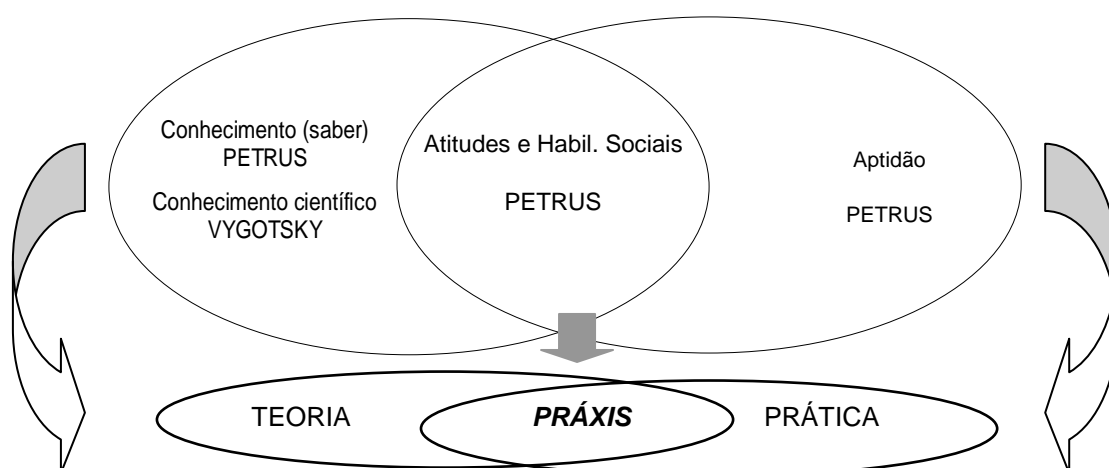 Conhecimento (saber)
PETRUS
Conhecimento científico
VYGOTSKY
Atitudes e Habil. Sociais
PETRUS
Aptidão
PETRUS
TEORIA
PRÁXIS
PRÁTICA